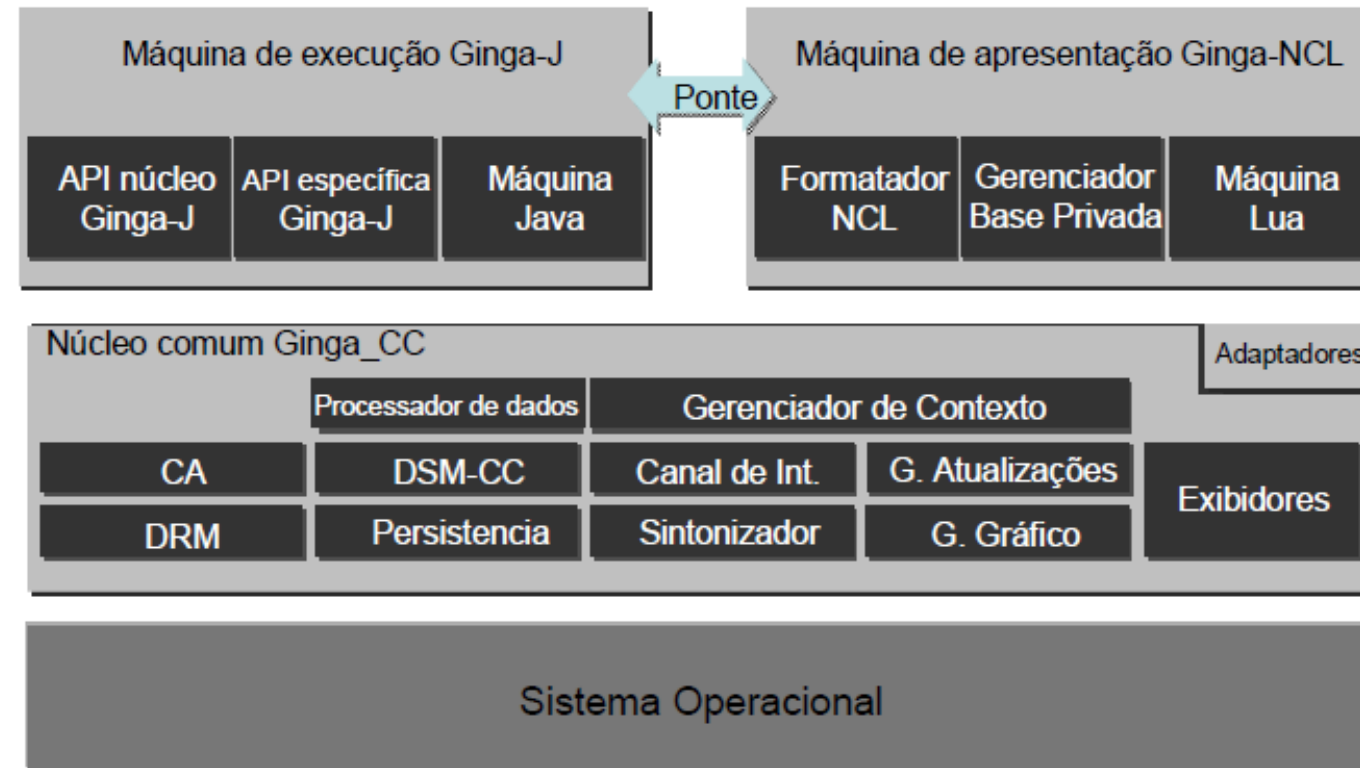 Máquina de execução Ginga-J
Ponte
Máquina de apresentação Ginga-NCL
API núcleo
Ginga-J
API específica
Ginga-J
Máquina
Java
Formatador
NCL
Gerenciador
Base Privada
Máquina
Lua
Núcleo comum Ginga_CC
Adaptadores
Processador de dados
Gerenciador de Contexto
CA
DSM-CC
Canal de Int.
G. Atualizações
Exibidores
DRM
Persistencia
Sintonizador
G. Gráfico
Sistema Operacional